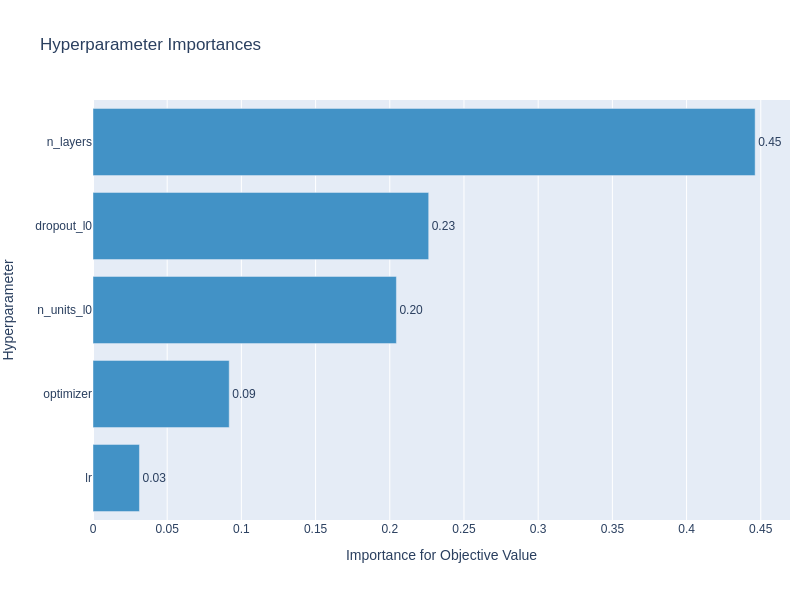 Hyperparameter Importances
n_layers
0.45
dropout_l0
0.23
n_units_l0
0.20
optimizer
0.09
lr
0.03
Hyperparameter
0 0.05 0.1 0.15 0.2 0.25 0.3 0.35 0.4 0.45
Importance for Objective Value